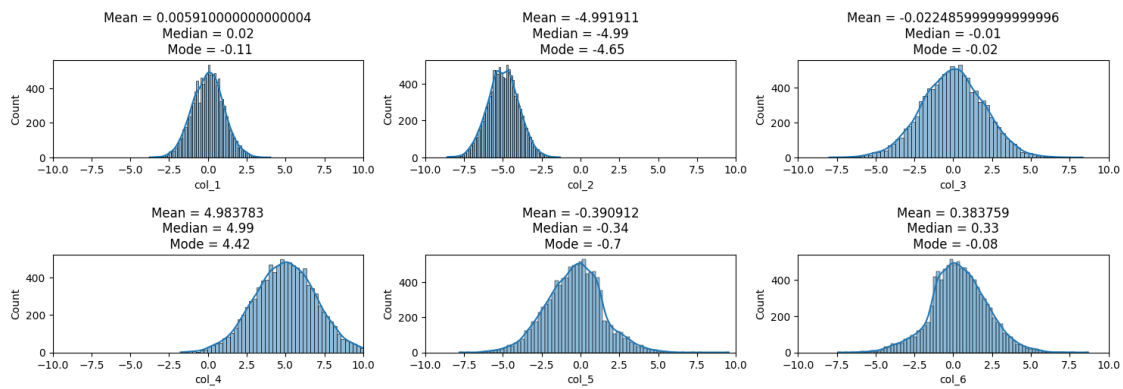 Mean = 0.005910000000000004
Median = 0.02
Mode = -0.11
Count
400
200
0
−10.0 −7.5 −5.0 −2.5 0.0 2.5 5.0 7.5 10.0
col_1
Mean = -4.991911
Median = -4.99
Mode = -4.65
Count
400
200
0
−10.0 −7.5 −5.0 −2.5 0.0 2.5 5.0 7.5 10.0
col_2
Mean = -0.022485999999999996
Median = -0.01
Mode = -0.02
Count
400
200
0
−10.0 −7.5 −5.0 −2.5 0.0 2.5 5.0 7.5 10.0
col_3
Mean = 4.983783
Median = 4.99
Mode = 4.42
Count
400
200
0
−10.0 −7.5 −5.0 −2.5 0.0 2.5 5.0 7.5 10.0
col_4
Mean = -0.390912
Median = -0.34
Mode = -0.7
Count
400
200
0
−10.0 −7.5 −5.0 −2.5 0.0 2.5 5.0 7.5 10.0
col_5
Mean = 0.383759
Median = 0.33
Mode = -0.08
Count
400
200
0
−10.0 −7.5 −5.0 −2.5 0.0 2.5 5.0 7.5 10.0
col_6